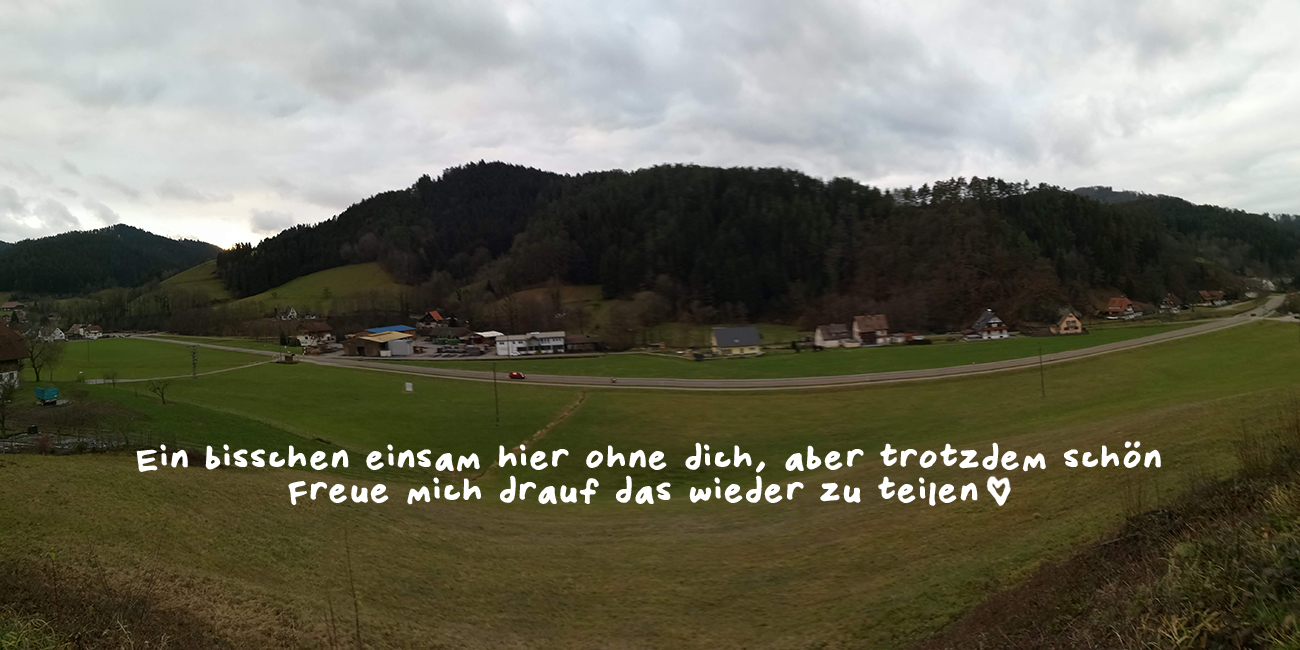 Ein bisschen einsam hier ohne dich, aber trotzdem schön
Freue mich drauf das wieder zu teilen♡